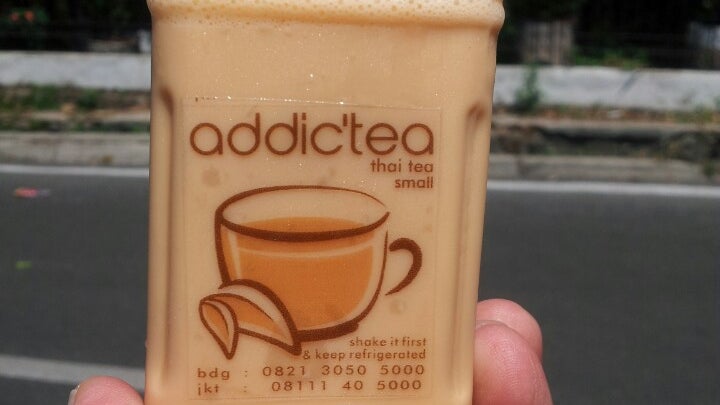 addic'tea
thai tea
small
shake it first
& keep refrigerated
bdg : 0821 3050 5000
jkt : 08111 40 5000